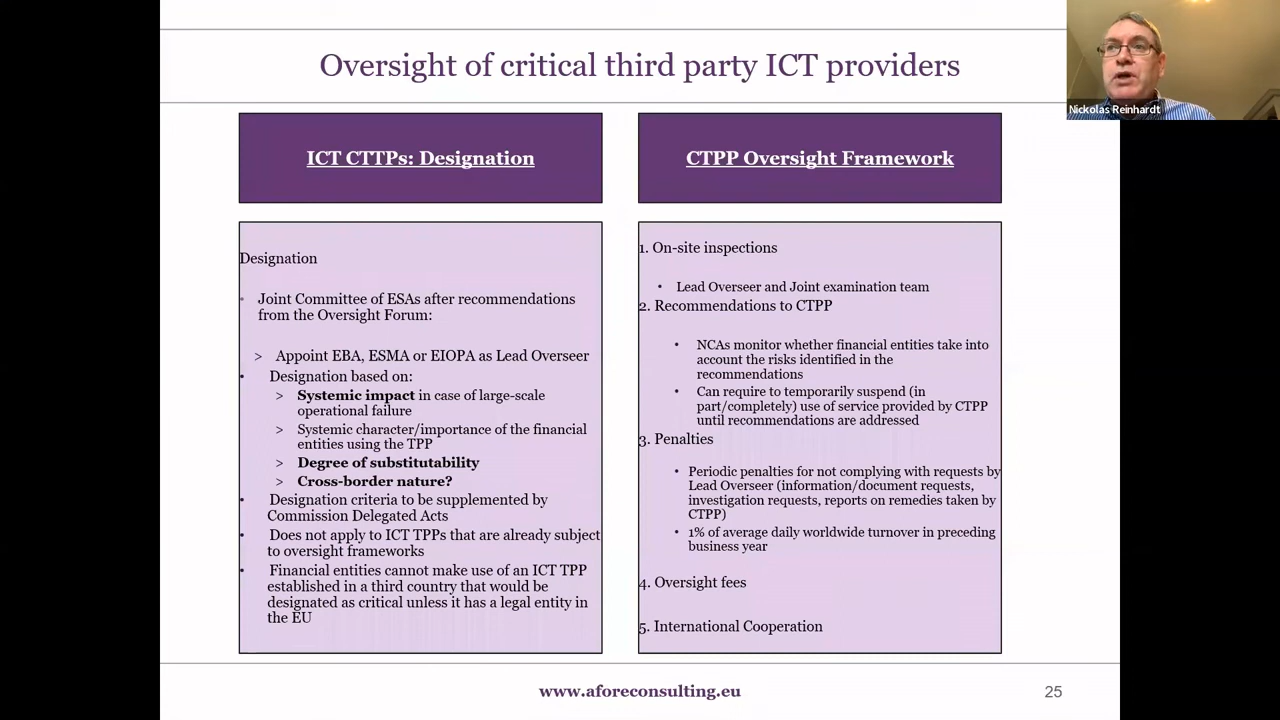 Oversight of critical third party ICT providers
Nickolas Reinhardt
ICT CTTPs: Designation
Designation
• Joint Committee of ESAs after recommendations
from the Oversight Forum:
> Appoint EBA, ESMA or EIOPA as Lead Overseer
• Designation based on:
> Systemic impact in case of large-scale
operational failure
> Systemic character/importance of the financial
entities using the TPP
> Degree of substitutability
> Cross-border nature?
• Designation criteria to be supplemented by
Commission Delegated Acts
• Does not apply to ICT TPPs that are already subject
to oversight frameworks
• Financial entities cannot make use of an ICT TPP
established in a third country that would be
designated as critical unless it has a legal entity in
the EU
CTPP Oversight Framework
1. On-site inspections
• Lead Overseer and Joint examination team
2. Recommendations to CTPP
• NCAs monitor whether financial entities take into
account the risks identified in the
recommendations
• Can require to temporarily suspend (in
part/completely) use of service provided by CTPP
until recommendations are addressed
3. Penalties
• Periodic penalties for not complying with requests by
Lead Overseer (information/document requests,
investigation requests, reports on remedies taken by
CTPP)
• 1% of average daily worldwide turnover in preceding
business year
4. Oversight fees
5. International Cooperation
www.aforeconsulting.eu
25